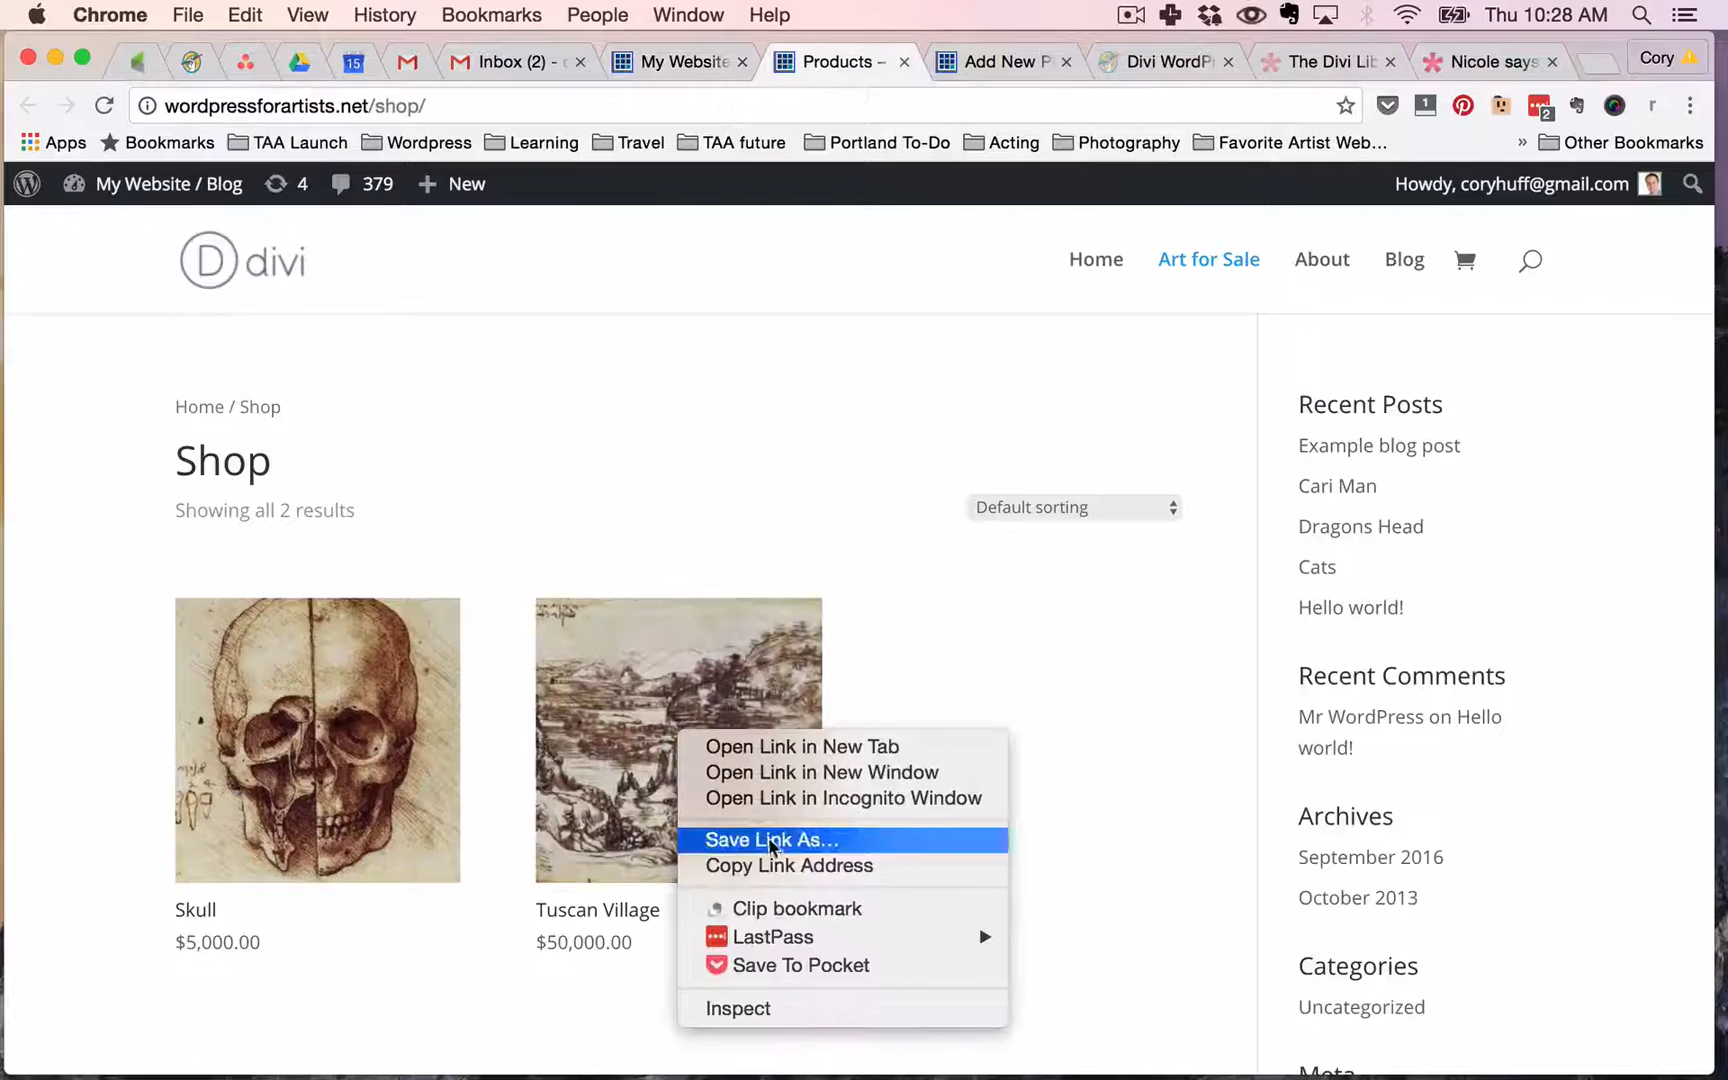 Chrome File Edit View History Bookmarks People Window Help Thu 10:28 AM
15 Inbox (2) - My Website Products – Add New P Divi WordP The Divi Lib Nicole says Cory
wordpressforartists.net/shop/ 1 2 r
Apps Bookmarks TAA Launch Wordpress Learning Travel TAA future Portland To-Do Acting Photography Favorite Artist Web... » Other Bookmarks
My Website / Blog 4 379 + New Howdy, coryhuff@gmail.com
D divi Home Art for Sale About Blog
Home / Shop
Shop
Showing all 2 results
Default sorting
Skull
$5,000.00
Tuscan Village
$50,000.00
Open Link in New Tab
Open Link in New Window
Open Link in Incognito Window
Save Link As...
Copy Link Address
Clip bookmark
LastPass
Save To Pocket
Inspect
Recent Posts
Example blog post
Cari Man
Dragons Head
Cats
Hello world!
Recent Comments
Mr WordPress on Hello
world!
Archives
September 2016
October 2013
Categories
Uncategorized
Meta